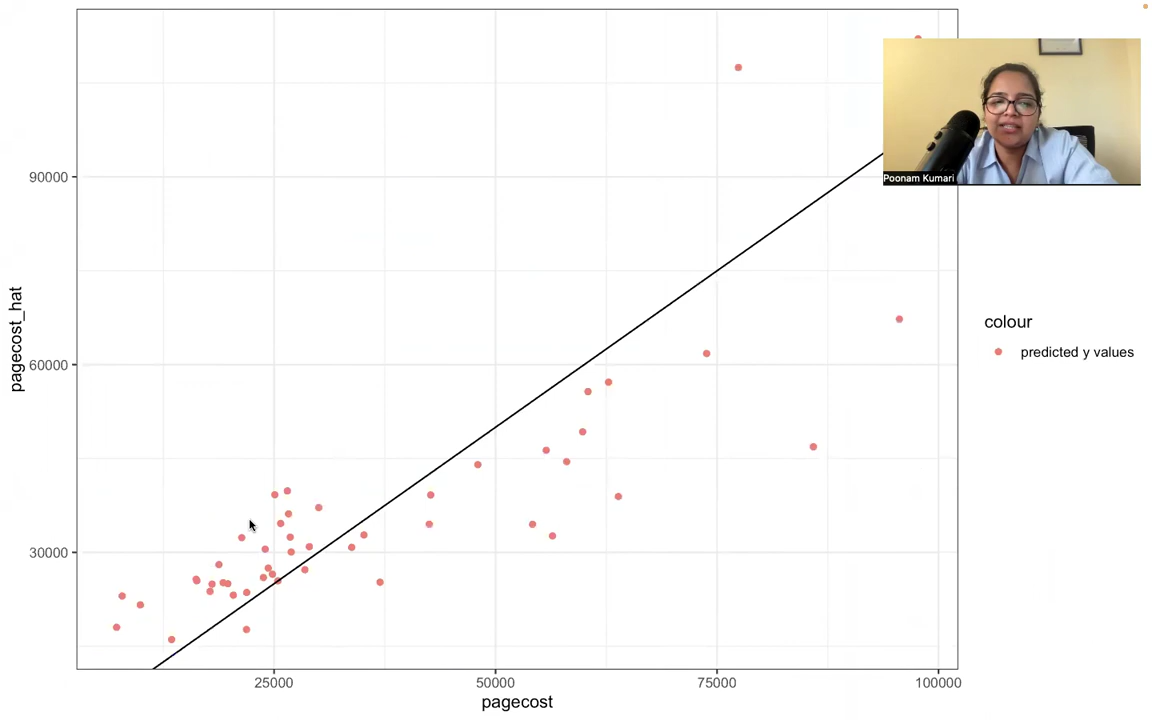 90000
60000
30000
pagecost_hat
25000
50000
75000
100000
pagecost
colour
predicted y values
Poonam Kumari